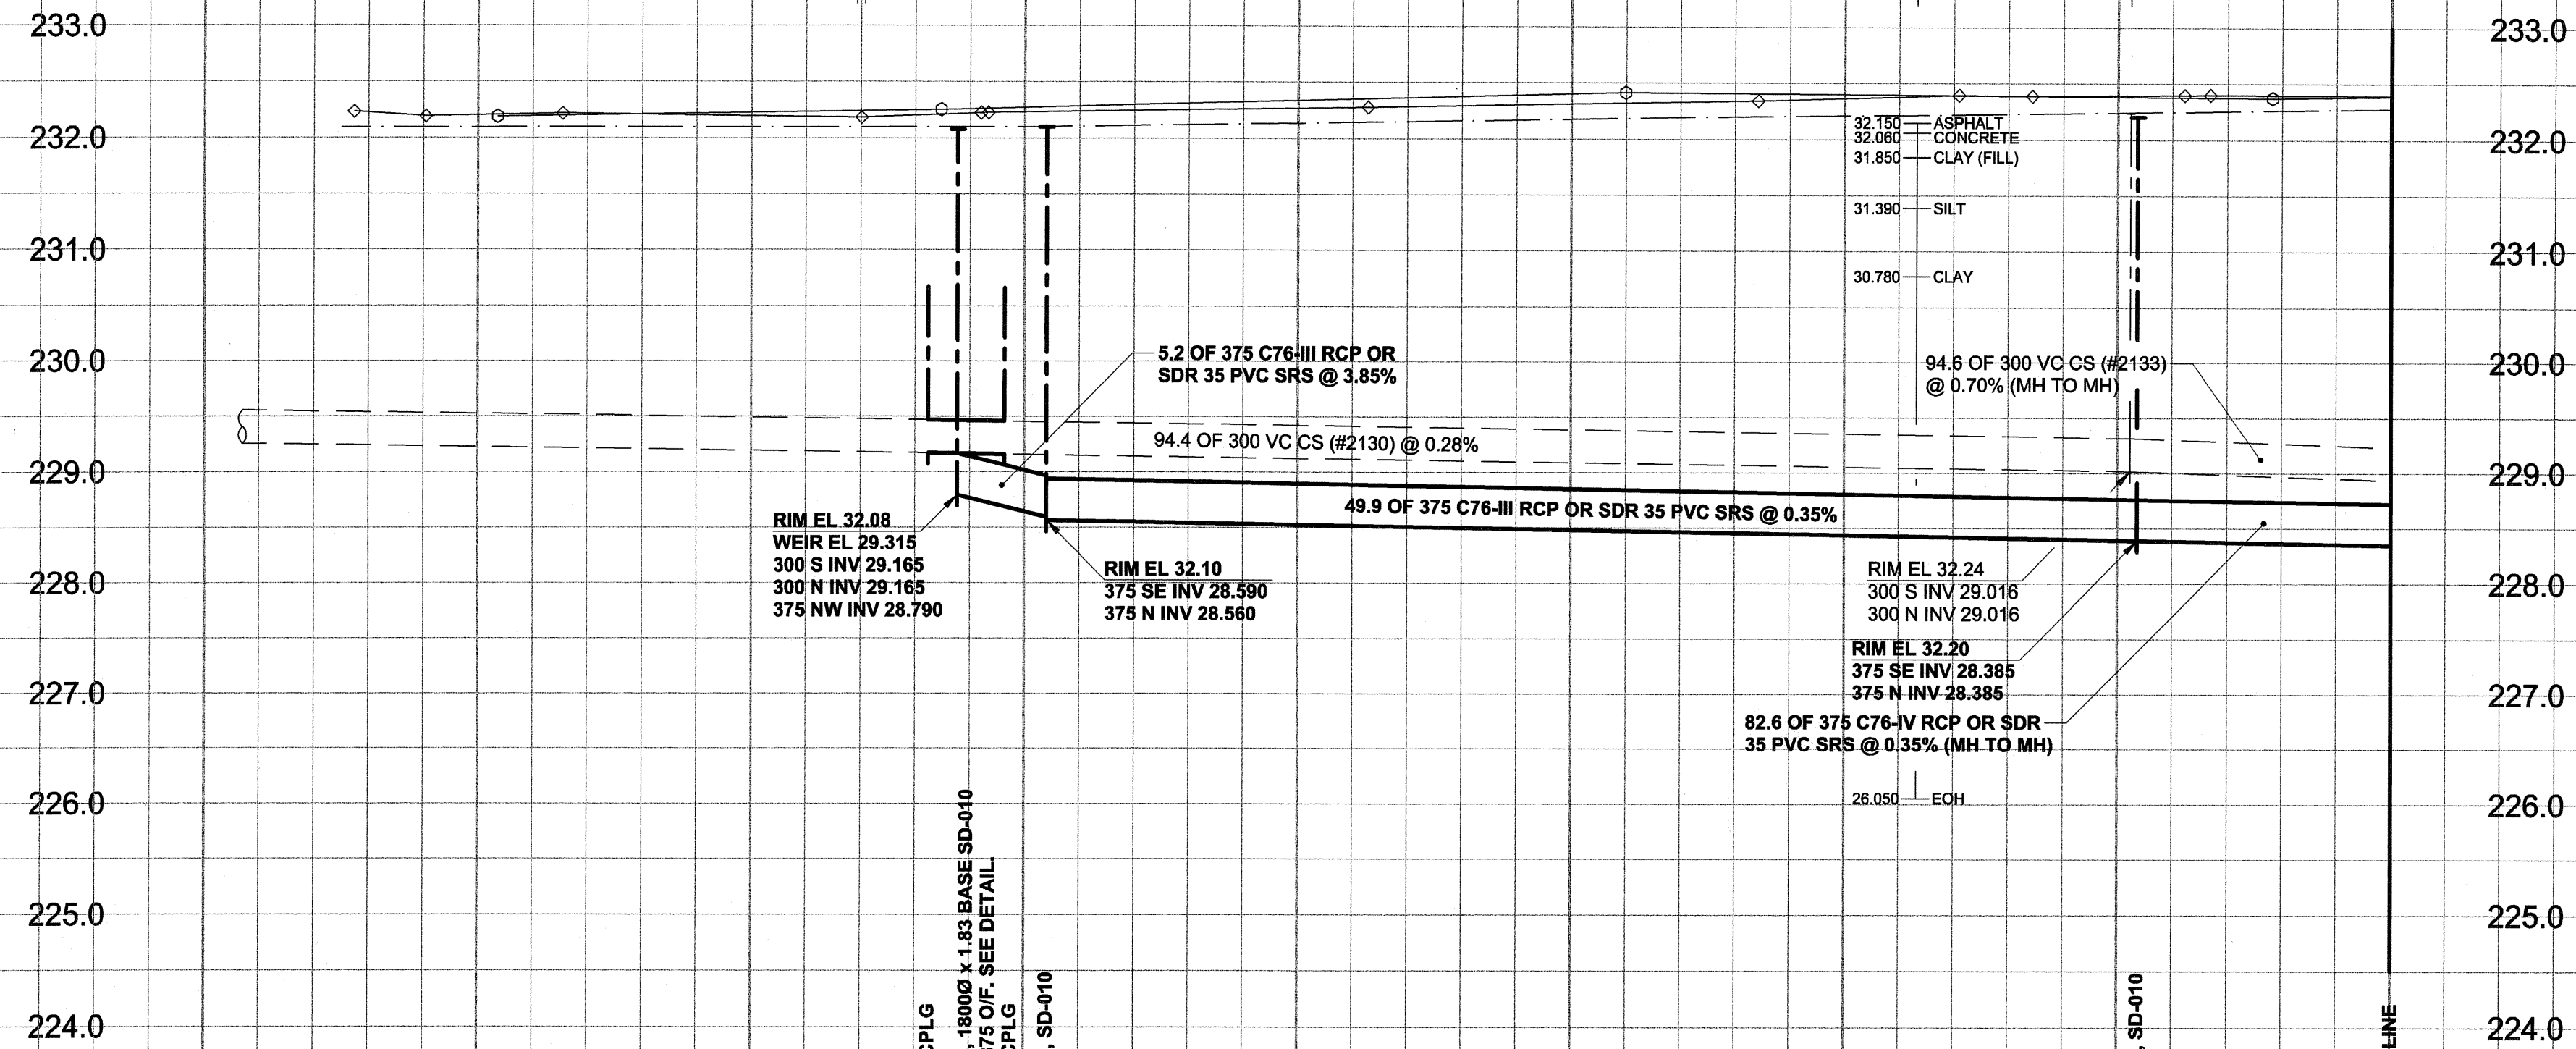 233.0
232.0
231.0
230.0
229.0
228.0
227.0
226.0
225.0
224.0
5.2 OF 375 C76-III RCP OR
SDR 35 PVC SRS @ 3.85%
94.4 OF 300 VC CS (#2130) @ 0.28%
49.9 OF 375 C76-III RCP OR SDR 35 PVC SRS @ 0.35%
RIM EL 32.08
WEIR EL 29.315
300 S INV 29.165
300 N INV 29.165
375 NW INV 28.790
RIM EL 32.10
375 SE INV 28.590
375 N INV 28.560
32.150 ASPHALT
32.060 CONCRETE
31.850 CLAY (FILL)
31.390 SILT
30.780 CLAY
94.6 OF 300 VC CS (#2133)
@ 0.70% (MH TO MH)
RIM EL 32.24
300 S INV 29.016
300 N INV 29.016
RIM EL 32.20
375 SE INV 28.385
375 N INV 28.385
82.6 OF 375 C76-IV RCP OR SDR
35 PVC SRS @ 0.35% (MH TO MH)
26.050 EOH
CPLG
, 1800Ø x 1.83 BASE SD-010
375 O/F. SEE DETAIL.
CPLG
, SD-010
, SD-010
LINE
233.0
232.0
231.0
230.0
229.0
228.0
227.0
226.0
225.0
224.0